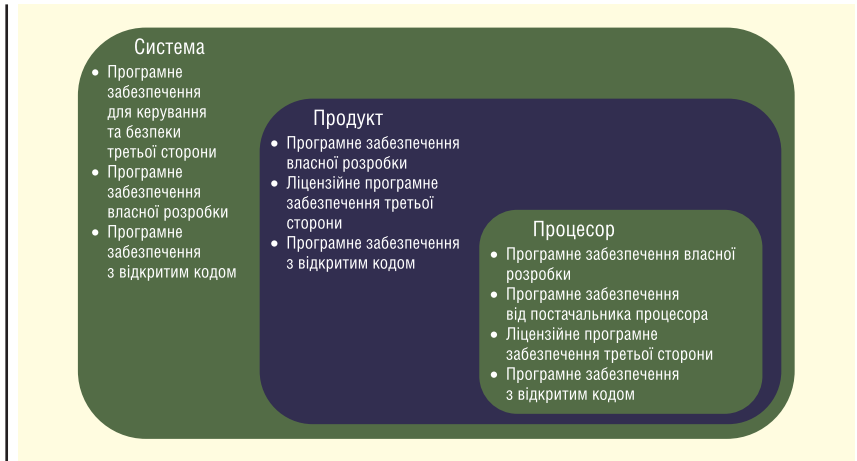 Система
• Програмне
забезпечення
для керування
та безпеки
третьої сторони
• Програмне
забезпечення
власної розробки
• Програмне
забезпечення
з відкритим кодом
Продукт
• Програмне забезпечення
власної розробки
• Ліцензійне програмне
забезпечення третьої
сторони
• Програмне забезпечення
з відкритим кодом
Процесор
• Програмне забезпечення власної
розробки
• Програмне забезпечення
від постачальника процесора
• Ліцензійне програмне
забезпечення третьої сторони
• Програмне забезпечення
з відкритим кодом